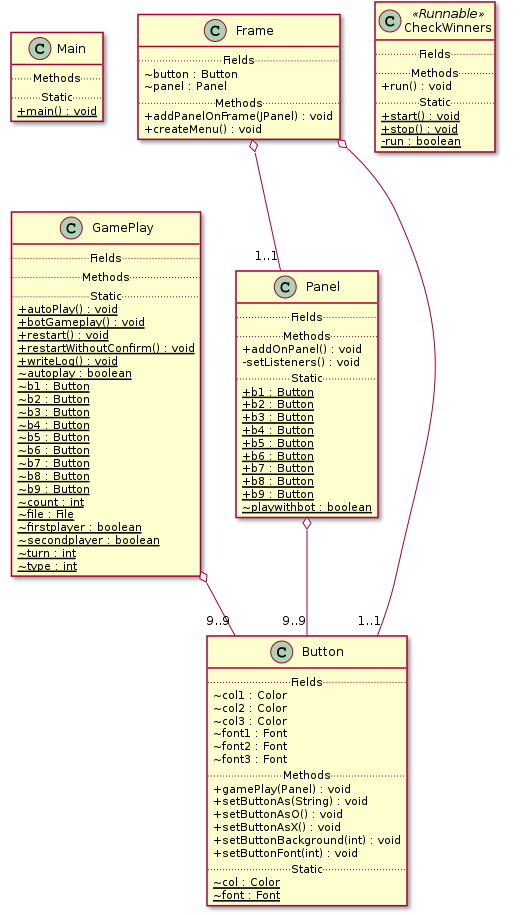 C Main
Methods
Static
+main() : void
C Frame
Fields
~button : Button
~panel : Panel
Methods
+addPanelOnFrame(JPanel) : void
+createMenu() : void
C «Runnable»
CheckWinners
Fields
Methods
+run() : void
Static
+start() : void
+stop() : void
-run : boolean
C GamePlay
Fields
Methods
Static
+autoPlay() : void
+botGameplay() : void
+restart() : void
+restartWithoutConfirm() : void
+writeLog() : void
~autoplay : boolean
~b1 : Button
~b2 : Button
~b3 : Button
~b4 : Button
~b5 : Button
~b6 : Button
~b7 : Button
~b8 : Button
~b9 : Button
~count : int
~file : File
~firstplayer : boolean
~secondplayer : boolean
~turn : int
~type : int
1..1
C Panel
Fields
Methods
+addOnPanel() : void
-setListeners() : void
Static
+b1 : Button
+b2 : Button
+b3 : Button
+b4 : Button
+b5 : Button
+b6 : Button
+b7 : Button
+b8 : Button
+b9 : Button
~playwithbot : boolean
9..9 9..9 1..1
C Button
Fields
~col1 : Color
~col2 : Color
~col3 : Color
~font1 : Font
~font2 : Font
~font3 : Font
Methods
+gamePlay(Panel) : void
+setButtonAs(String) : void
+setButtonAsO() : void
+setButtonAsX() : void
+setButtonBackground(int) : void
+setButtonFont(int) : void
Static
~col : Color
~font : Font